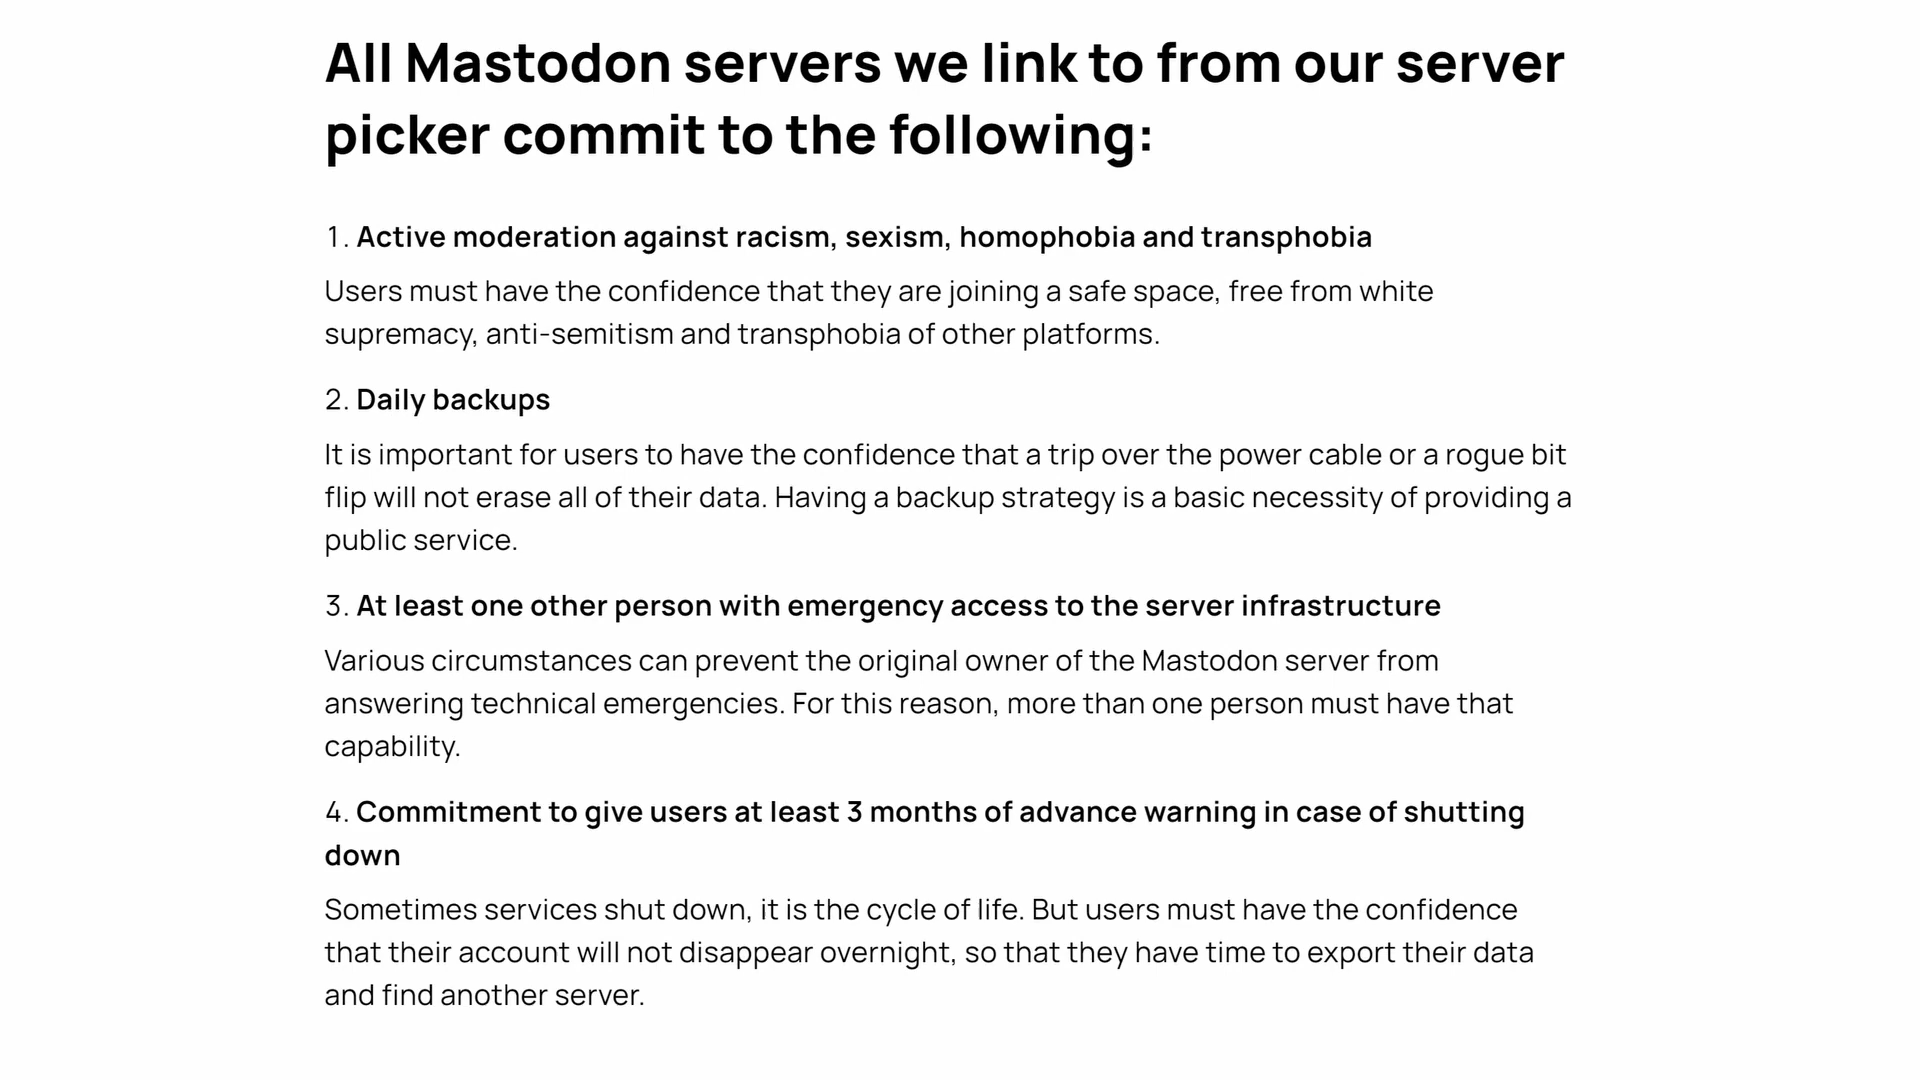 All Mastodon servers we link to from our server
picker commit to the following:
1. Active moderation against racism, sexism, homophobia and transphobia
Users must have the confidence that they are joining a safe space, free from white
supremacy, anti-semitism and transphobia of other platforms.
2. Daily backups
It is important for users to have the confidence that a trip over the power cable or a rogue bit
flip will not erase all of their data. Having a backup strategy is a basic necessity of providing a
public service.
3. At least one other person with emergency access to the server infrastructure
Various circumstances can prevent the original owner of the Mastodon server from
answering technical emergencies. For this reason, more than one person must have that
capability.
4. Commitment to give users at least 3 months of advance warning in case of shutting
down
Sometimes services shut down, it is the cycle of life. But users must have the confidence
that their account will not disappear overnight, so that they have time to export their data
and find another server.